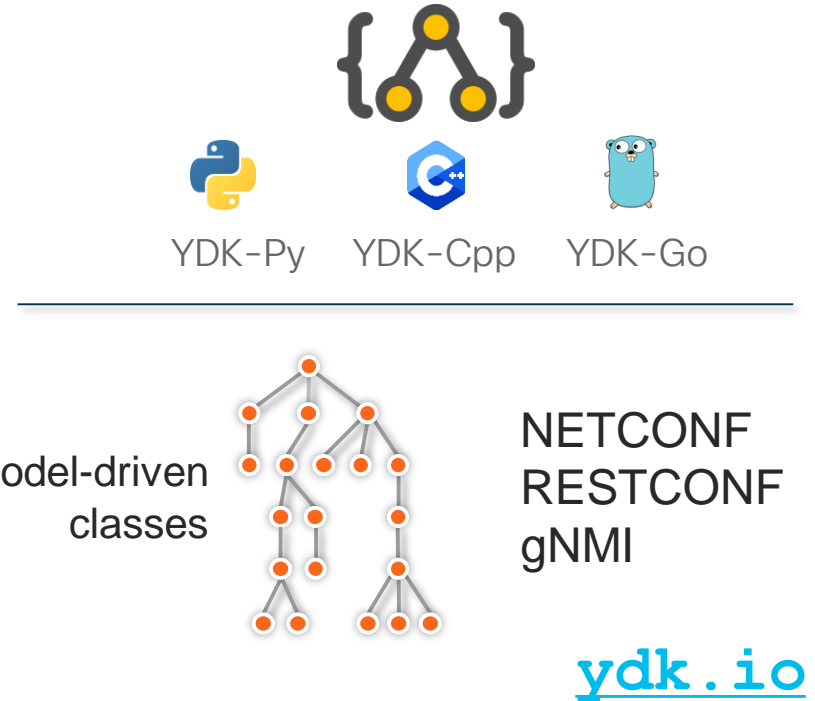 YDK-Py YDK-Cpp YDK-Go
odel-driven
classes
NETCONF
RESTCONF
gNMI
ydk.io